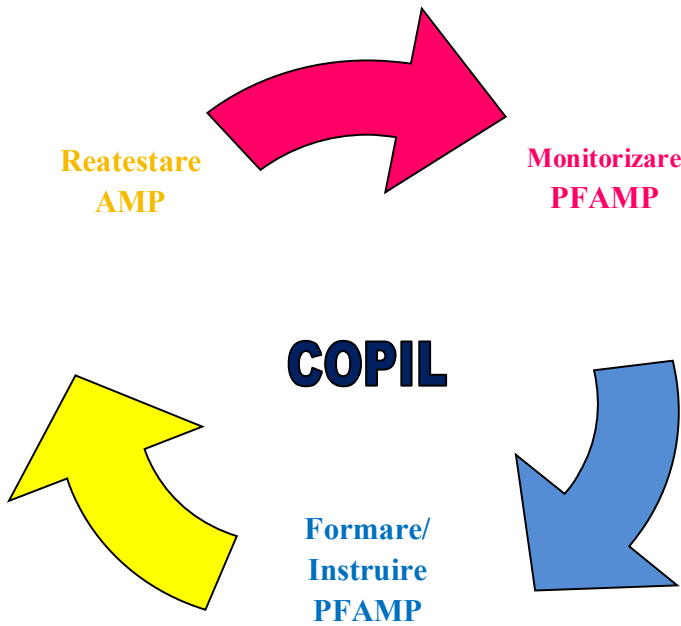 Reatestare
AMP
Monitorizare
PFAMP
COPIL
Formare/
Instruire
PFAMP